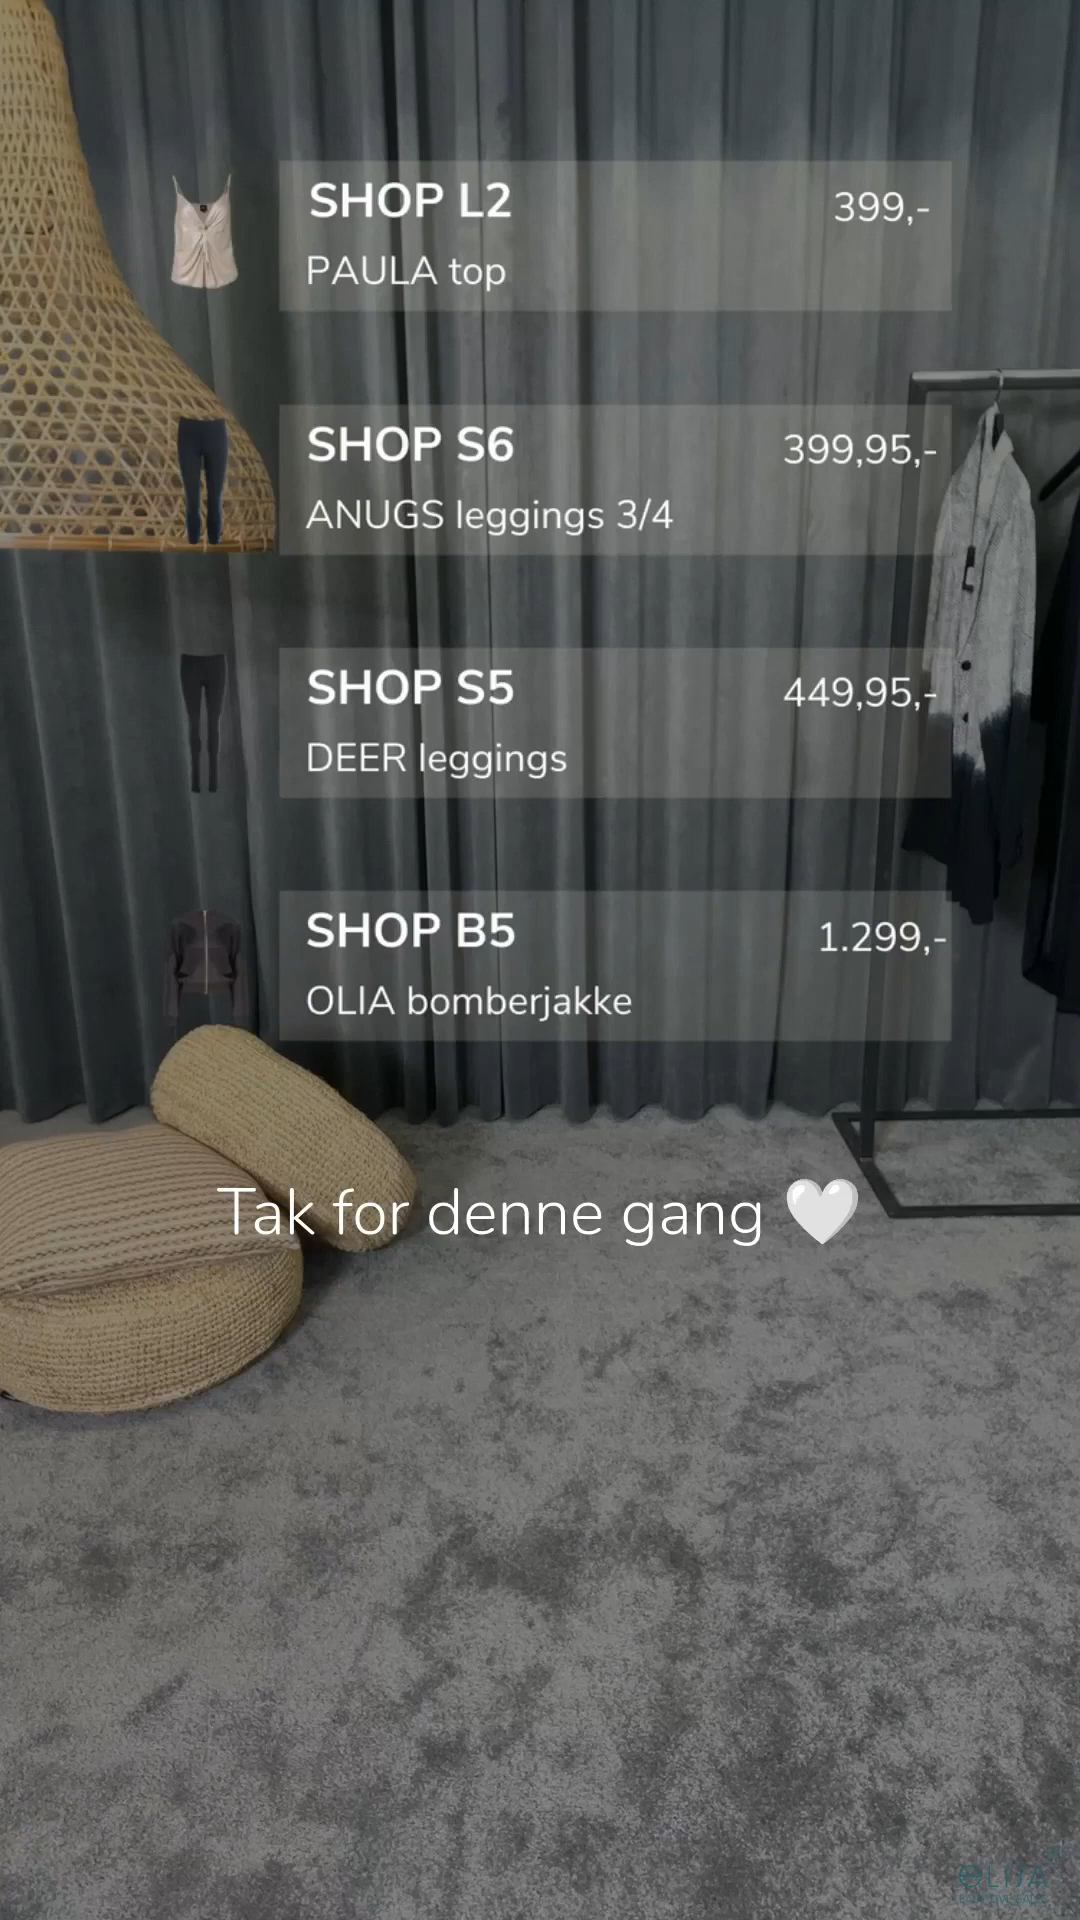 SHOP L2 399,-
PAULA top
SHOP S6 399,95,-
ANUGS leggings 3/4
SHOP S5 449,95,-
DEER leggings
SHOP B5 1.299,-
OLIA bomberjakke
Tak for denne gang 🤍